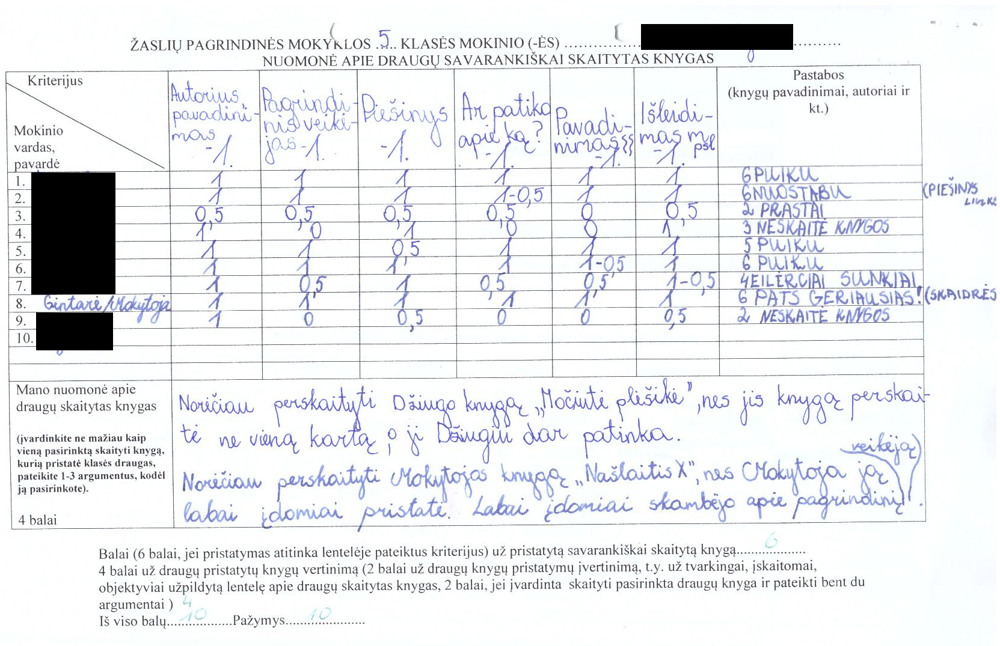 ŽASLIŲ PAGRINDINĖS MOKYKLOS .5... KLASĖS MOKINIO (-ĖS) ..............................
NUOMONĖ APIE DRAUGŲ SAVARANKIŠKAI SKAITYTAS KNYGAS
Kriterijus
Mokinio
vardas,
pavardė
Autorius,
pavadini-
mas
-1.
Pagrindi-
nis veikė-
jas -1.
Piešinys
-1.
Ar patiko
apie ką?
-1.
Pavadi-
nimas
-1.
Išleidi-
mas m
psl
-1.
Pastabos
(knygų pavadinimai, autoriai ir
kt.)
1. 1 1 1 1 1 1 6 PUIKU
2. 1 1 1 1-0,5 1 1 6 NUOSTABU (PIEŠINYS
3. 0,5 0,5 0,5 0,5 0 0,5 2 PRASTAI
4. 1 0 1 0 0 1 3 NESKAITĖ KNYGOS
5. 1 1 0,5 1 1 1 5 PUIKU
6. 1 1 1 1 1-0,5 1 6 PUIKU
7. 1 0,5 1 0,5 0,5 1-0,5 4 EILĖRČIAI SUNKIAI
8. Gintarė/Mokytoja 1 1 1 1 1 1 6 PATS GERIAUSIAS! (SKAIDRĖS
9. 1 0 0,5 0 0 0,5 2 NESKAITĖ KNYGOS
10.
Mano nuomonė apie
draugų skaitytas knygas
(įvardinkite ne mažiau kaip
vieną pasirinktą skaityti knygą,
kurią pristatė klasės draugas,
pateikite 1-3 argumentus, kodėl
ją pasirinkote).
4 balai
Norėčiau perskaityti Džiugo knygą „Močiutė plėšikė", nes jis knygą perskai-
tė ne vieną kartą, o ji Džiugiu dar patinka.
veikėją
Norėčiau perskaityti Mokytojos knygą „Našlaitis X", nes Mokytoja ją
labai įdomiai pristatė. Labai įdomiai skambėjo apie pagrindinį .
Balai (6 balai, jei pristatymas atitinka lentelėje pateiktus kriterijus) už pristatytą savarankiškai skaitytą knygą......6............
4 balai už draugų pristatytų knygų vertinimą (2 balai už draugų knygų pristatymų įvertinimą, t.y. už tvarkingai, įskaitomai,
objektyviai užpildytą lentelę apie draugų skaitytas knygas, 2 balai, jei įvardinta skaityti pasirinkta draugų knyga ir pateikti bent du
argumentai ) 4
Iš viso balų....10.............Pažymys.....10.............